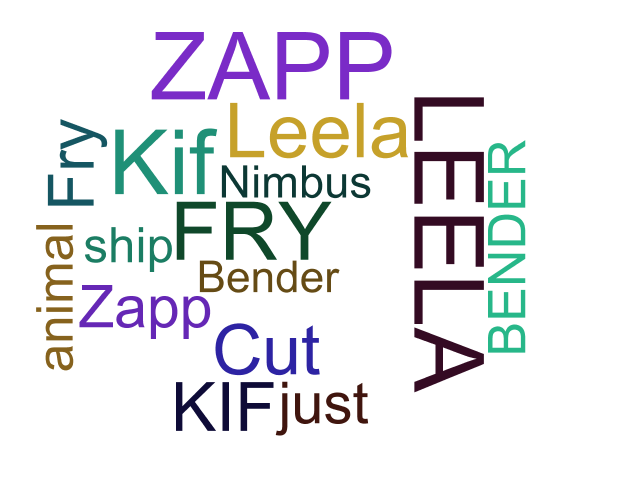 ZAPP
Leela
Kif
Fry
Nimbus
LEELA
BENDER
FRY
ship
animal
Bender
Zapp
Cut
KIF
just